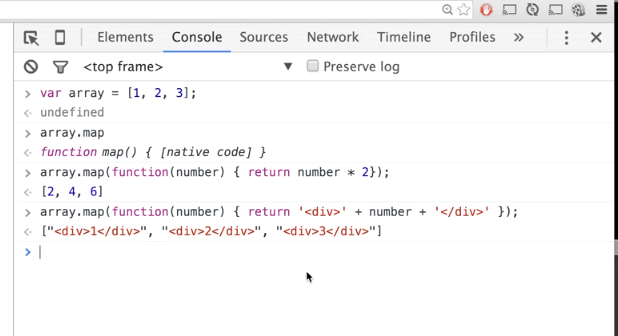 Elements Console Sources Network Timeline Profiles »
<top frame> ▼ Preserve log
> var array = [1, 2, 3];
<· undefined
> array.map
<· function map() { [native code] }
> array.map(function(number) { return number * 2});
<· [2, 4, 6]
> array.map(function(number) { return '<div>' + number + '</div>' });
<· ["<div>1</div>", "<div>2</div>", "<div>3</div>"]
>